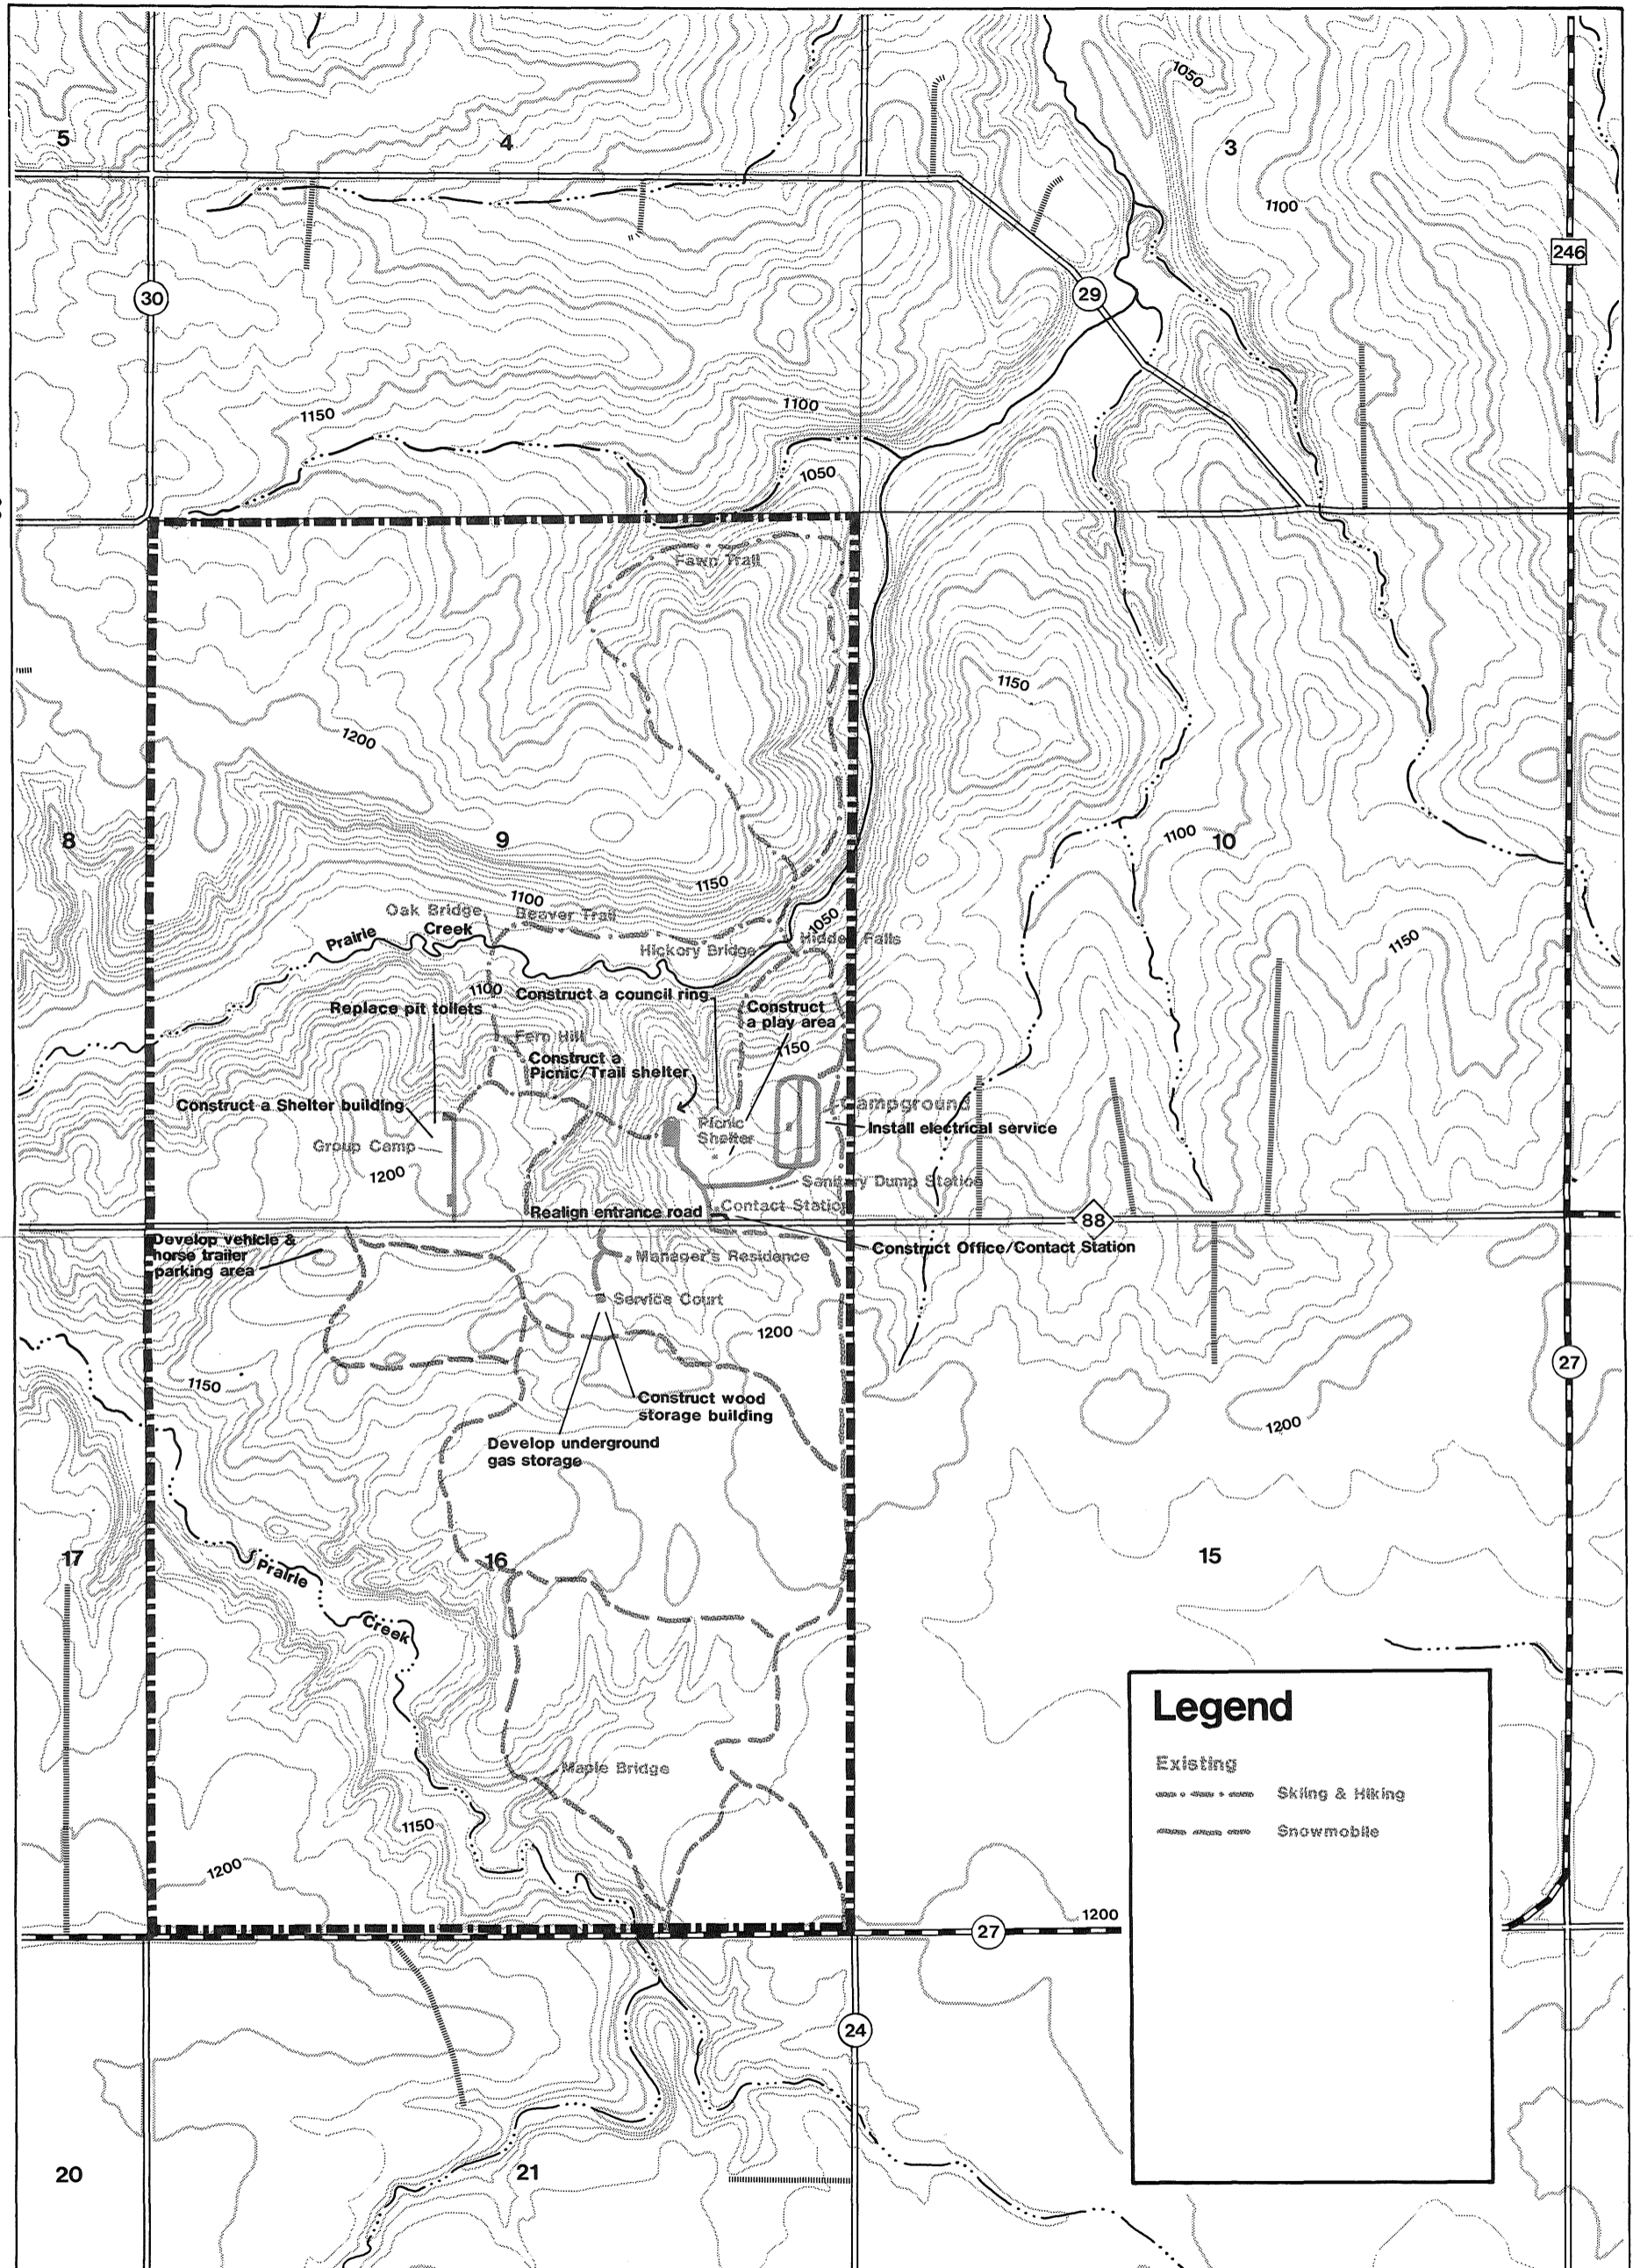 1050
5
4
3
1100
246
30
29
1150
1100
1050
Fawn Trail
1150
1200
8
9
1100
10
1150
1100
Oak Bridge
Beaver Trail
1050
Prairie
Creek
Hidden Falls
1150
Hickory Bridge
1100
Construct a council ring
Replace pit toilets
Construct
a play area
Fern Hill
1150
Construct a
Picnic/Trail shelter
Construct a Shelter building
Campground
Picnic
Shelter
Install electrical service
Group Camp
1200
Sanitary Dump Station
Contact Station
Realign entrance road
88
Develop vehicle &
horse trailer
parking area
Construct Office/Contact Station
Manager's Residence
Service Court
1200
27
1150
Construct wood
storage building
1200
Develop underground
gas storage
17
16
15
Prairie
Creek
Legend
Existing
Maple Bridge
Skiing & Hiking
1150
Snowmobile
1200
1200
27
24
20
21